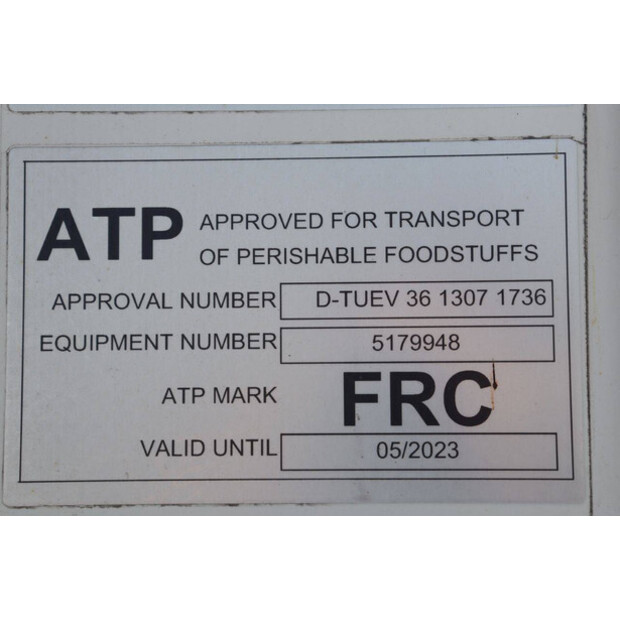 ATP APPROVED FOR TRANSPORT
OF PERISHABLE FOODSTUFFS
APPROVAL NUMBER D-TUEV 36 1307 1736
EQUIPMENT NUMBER 5179948
ATP MARK FRC
VALID UNTIL 05/2023